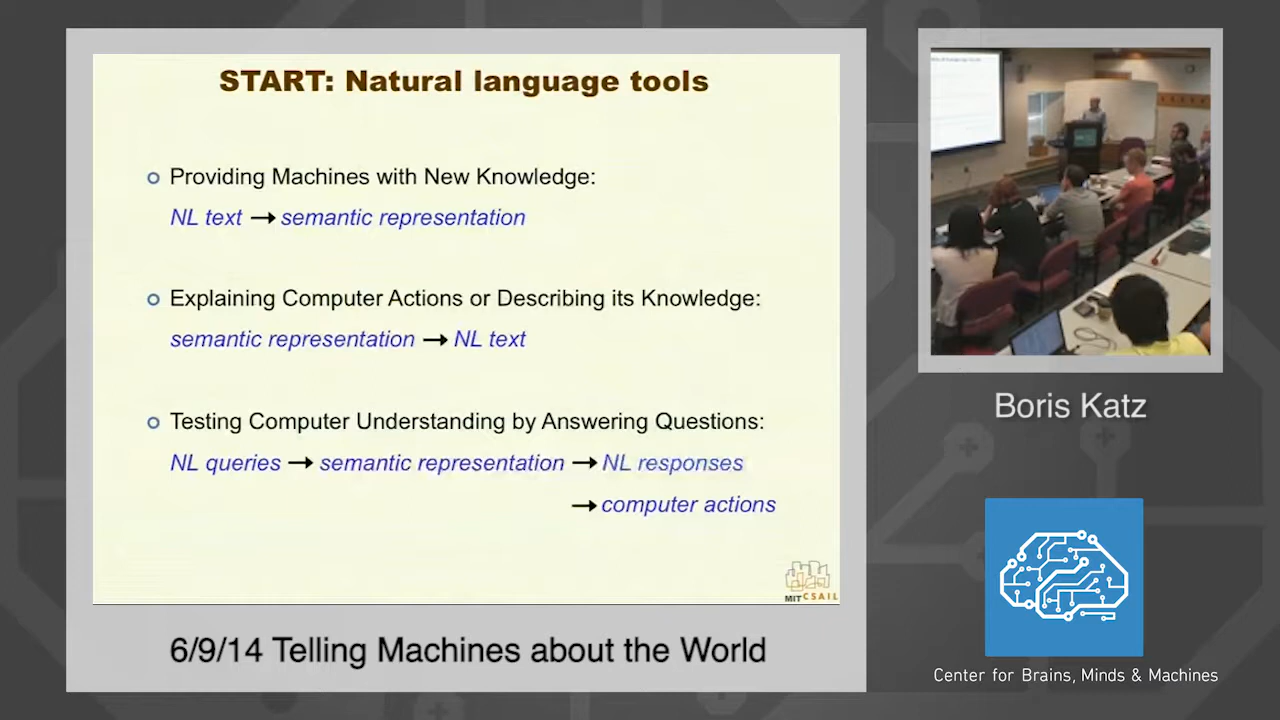 START: Natural language tools
Providing Machines with New Knowledge:
NL text → semantic representation
Explaining Computer Actions or Describing its Knowledge:
semantic representation → NL text
Testing Computer Understanding by Answering Questions:
NL queries → semantic representation → NL responses
→ computer actions
MIT CSAIL
6/9/14 Telling Machines about the World
Boris Katz
Center for Brains, Minds & Machines